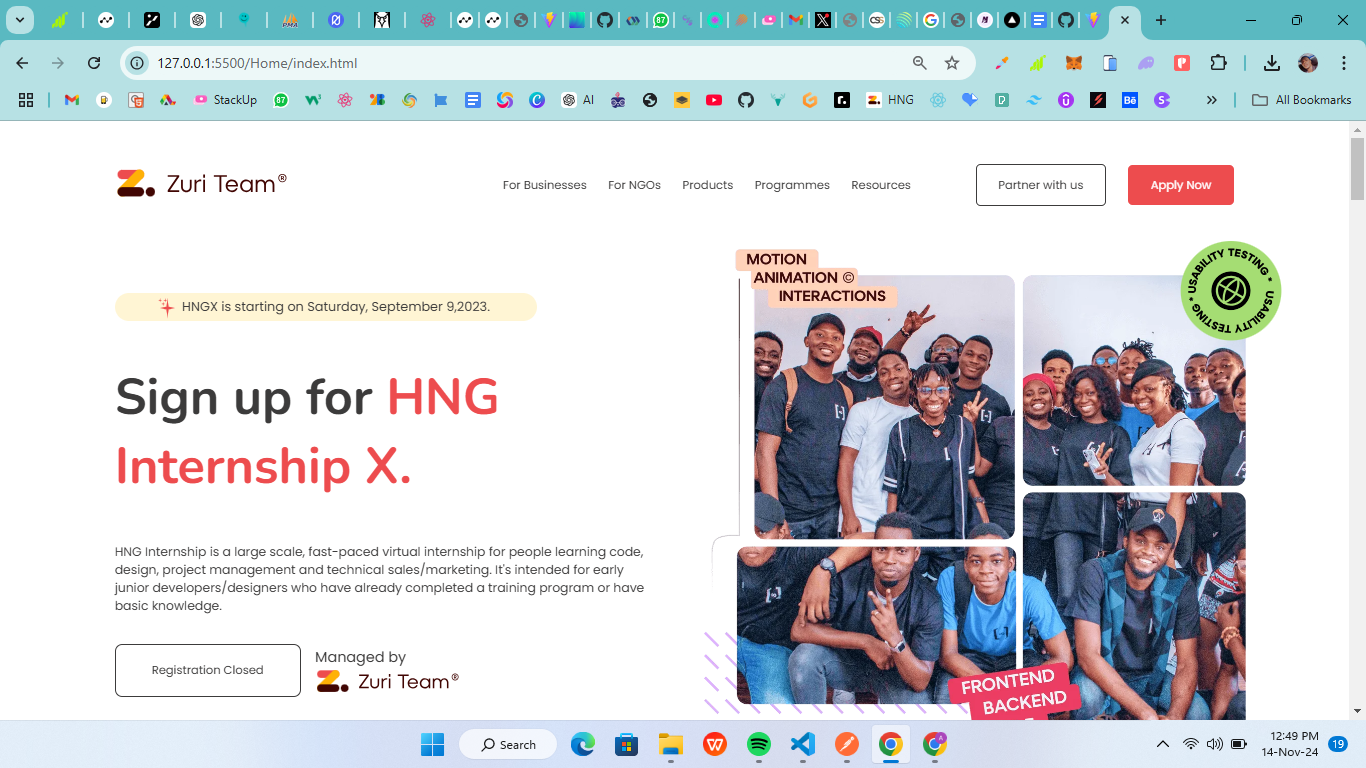 PMA
127.0.0.1:5500/Home/index.html
StackUp
AI
HNG
All Bookmarks
Zuri Team®
For Businesses
For NGOs
Products
Programmes
Resources
Partner with us
Apply Now
HNGX is starting on Saturday, September 9,2023.
Sign up for HNG
Internship X.
HNG Internship is a large scale, fast-paced virtual internship for people learning code,
design, project management and technical sales/marketing. It's intended for early
junior developers/designers who have already completed a training program or have
basic knowledge.
Registration Closed
Managed by
Zuri Team®
MOTION
ANIMATION ©
INTERACTIONS
USABILITY TESTING * USABILITY TESTING *
FRONTEND
BACKEND
Search
12:49 PM
14-Nov-24
19